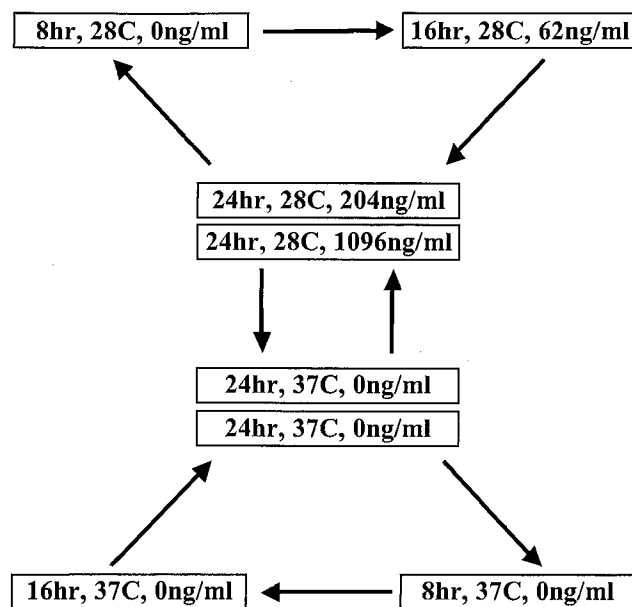 8hr, 28C, 0ng/ml
16hr, 28C, 62ng/ml
24hr, 28C, 204ng/ml
24hr, 28C, 1096ng/ml
24hr, 37C, 0ng/ml
24hr, 37C, 0ng/ml
16hr, 37C, 0ng/ml
8hr, 37C, 0ng/ml